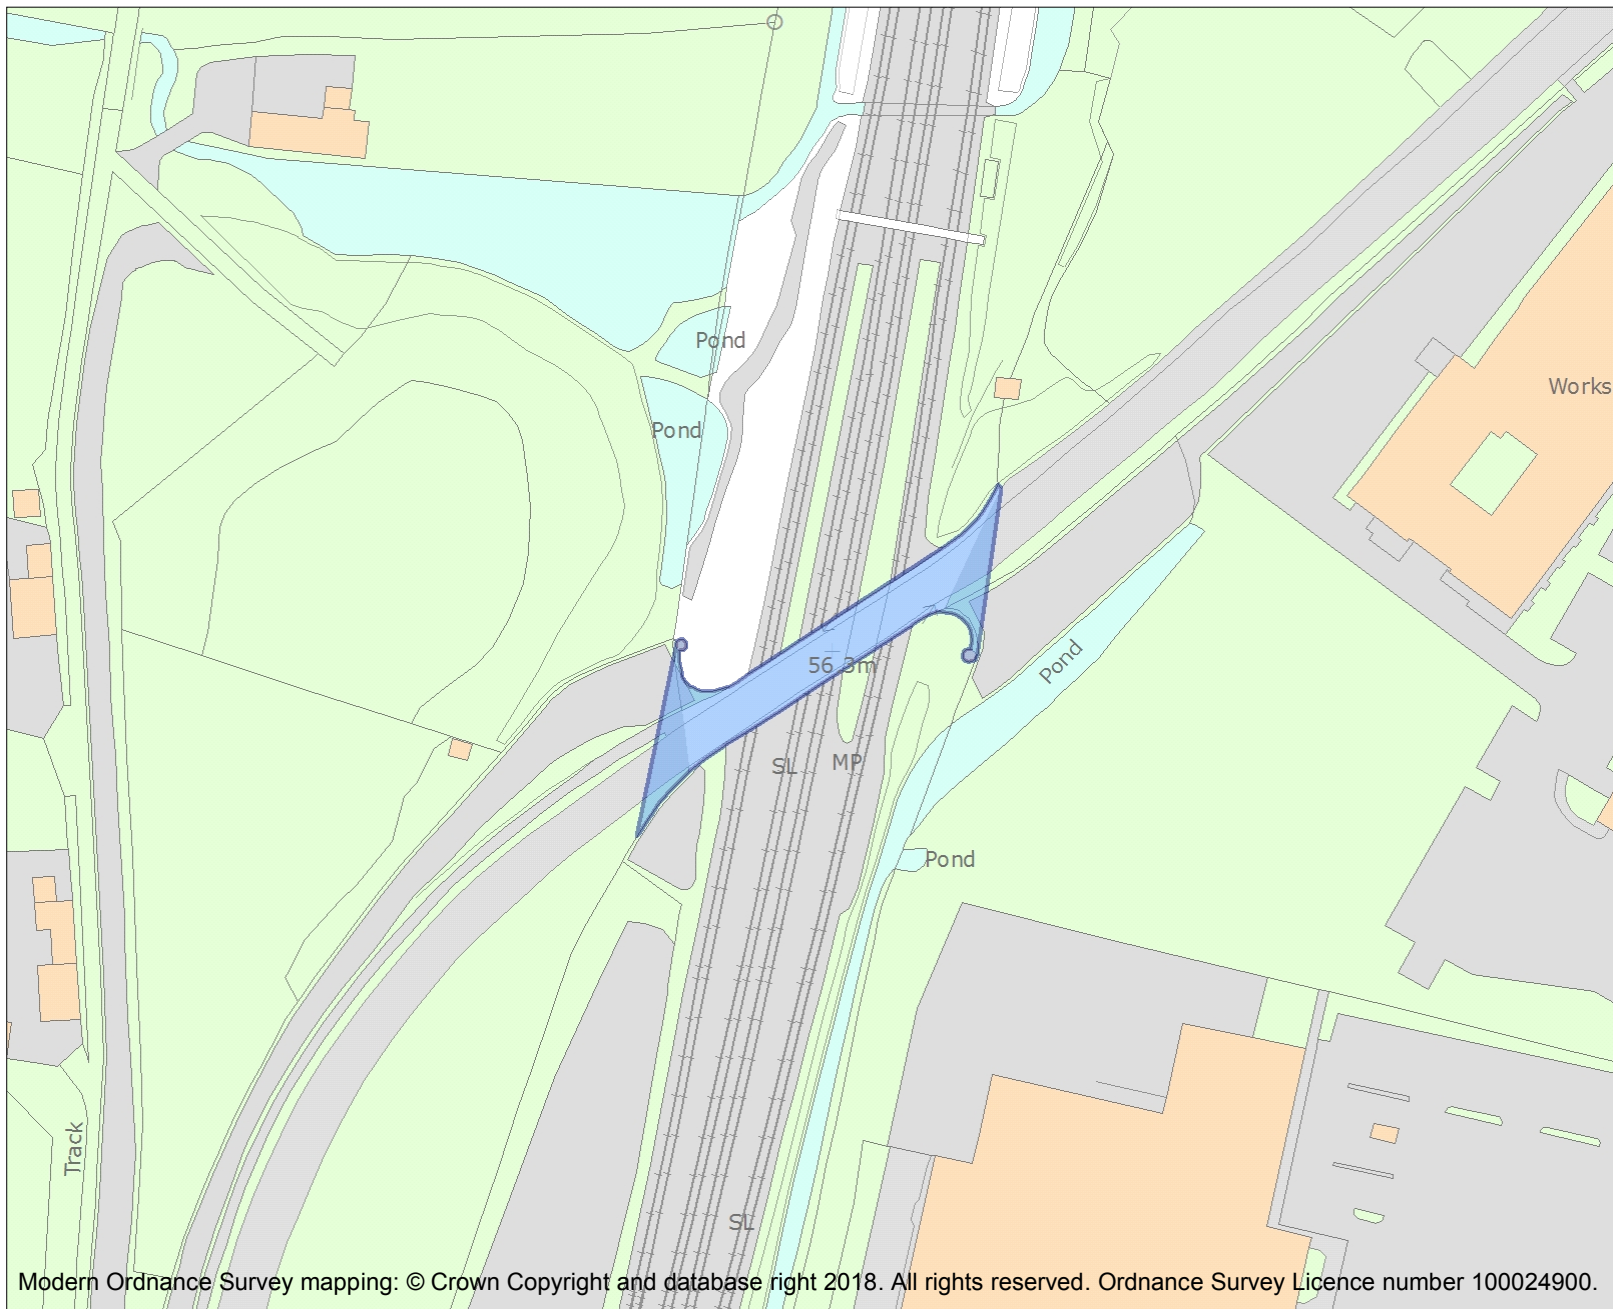 Pond
Works
Pond
Pond
56.3m
SL
MP
Pond
Track
SL
Modern Ordnance Survey mapping: © Crown Copyright and database right 2018. All rights reserved. Ordnance Survey Licence number 100024900.